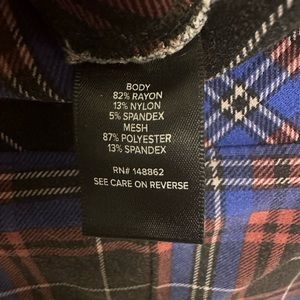 BODY
82% RAYON
13% NYLON
5% SPANDEX
MESH
87% POLYESTER
13% SPANDEX
RN# 148862
SEE CARE ON REVERSE